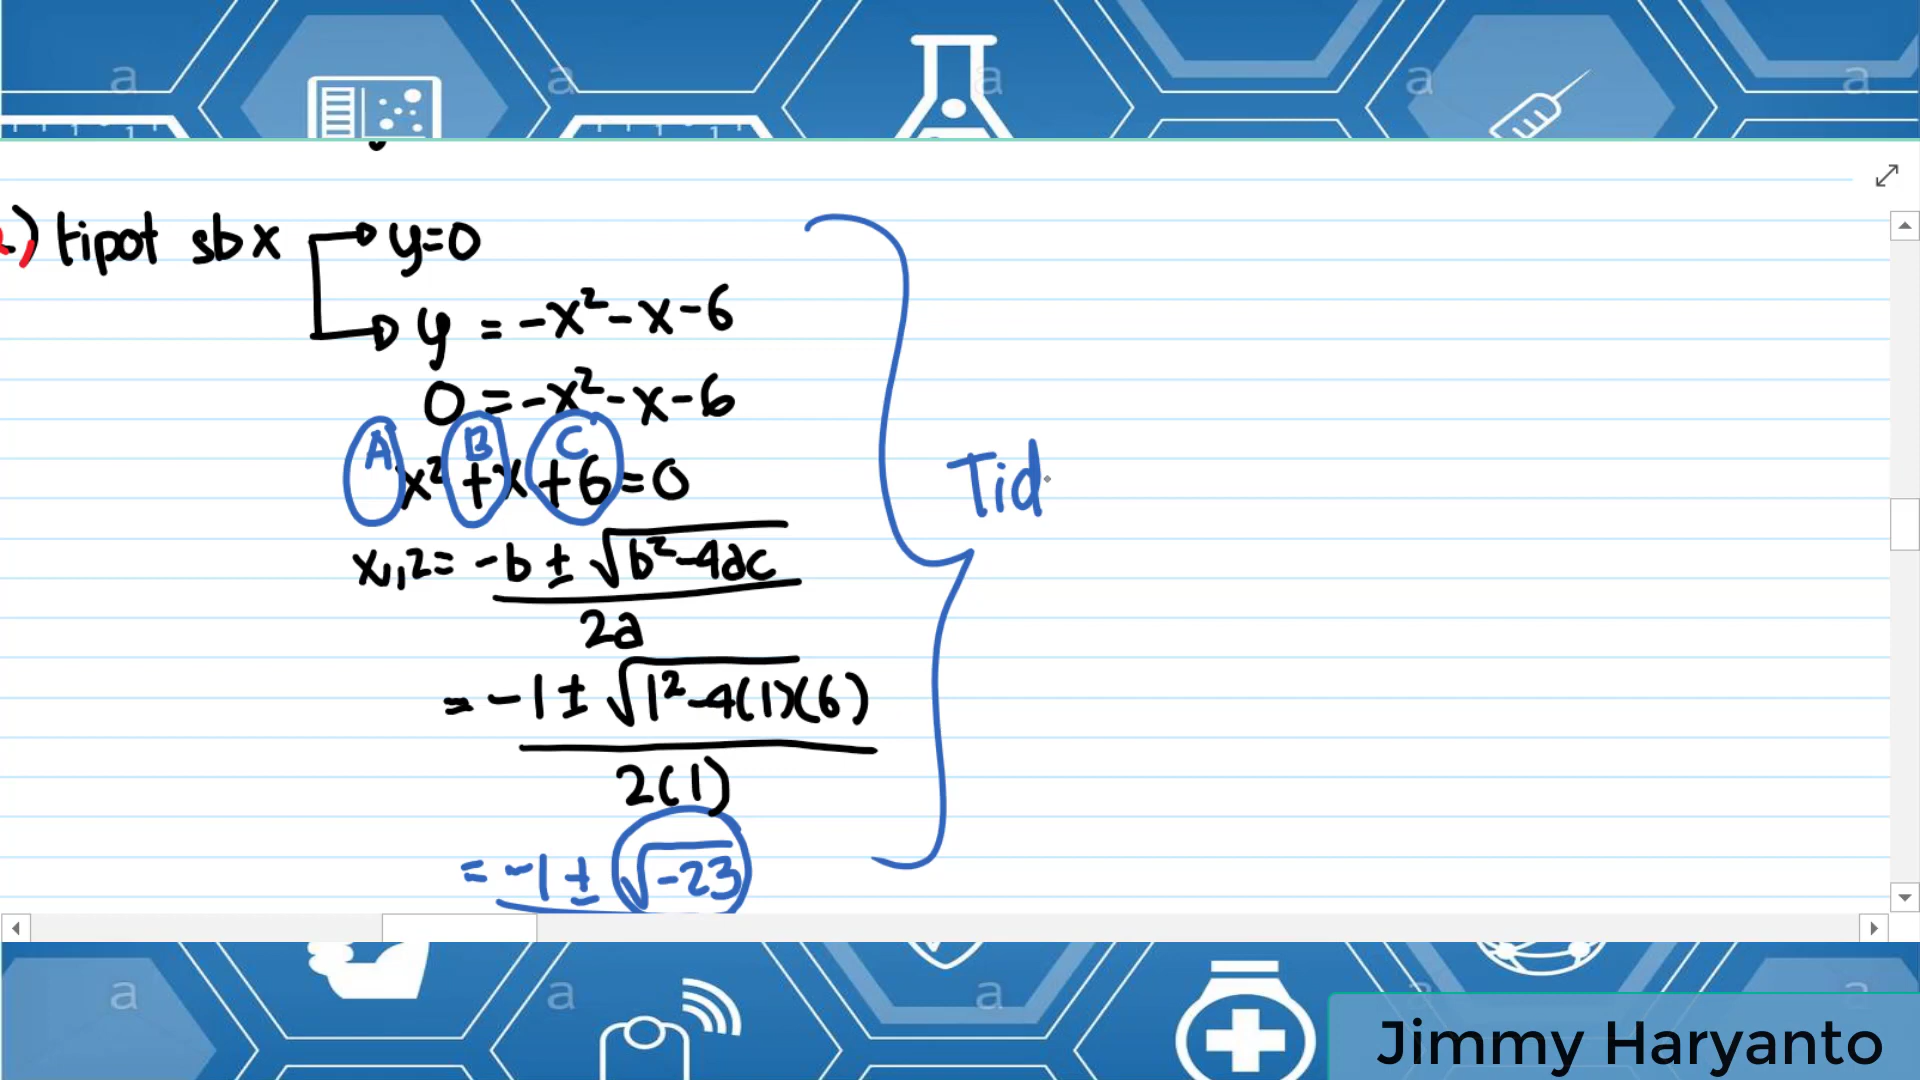 2) tipot sbx → y=0
→ y = -x²-x-6
0 = -x²-x-6
A B C
x²+x+6=0
Tid
x1,2= -b ± √b²-4ac
2a
= -1 ± √1²-4(1)(6)
2(1)
= -1 ± √-23
Jimmy Haryanto